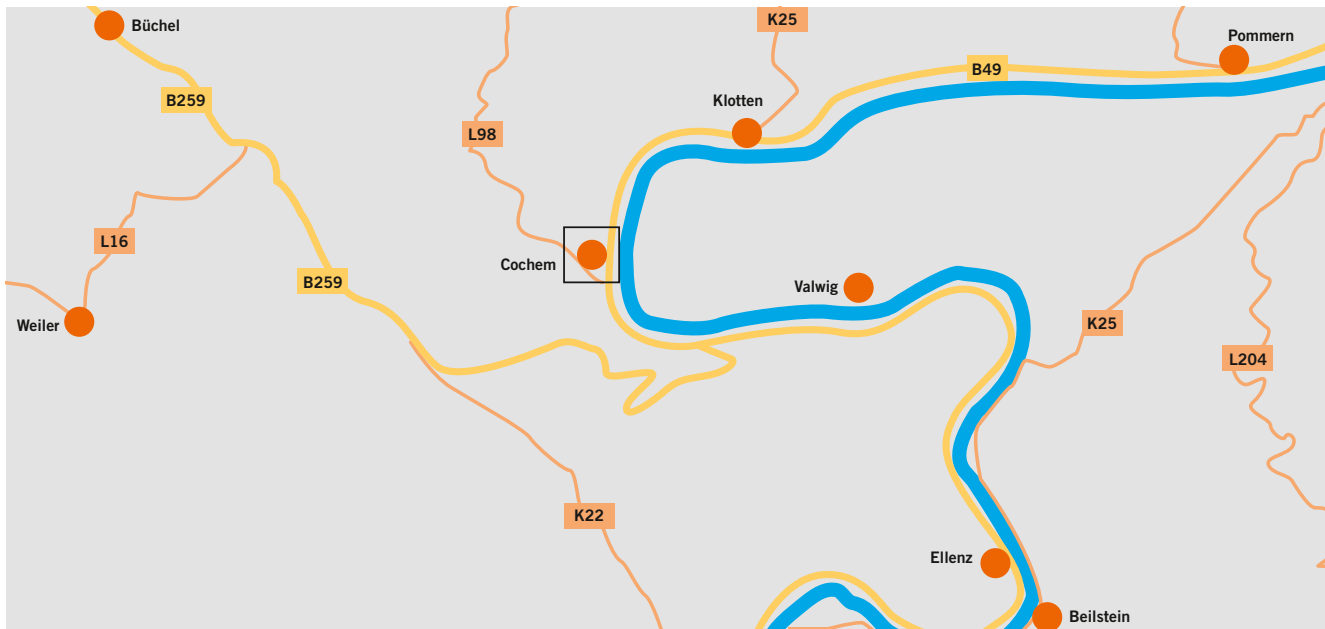 Büchel
K25
Pommern
B49
B259
Klotten
L98
L16
Cochem
B259
Valwig
Weiler
K25
L204
K22
Ellenz
Beilstein